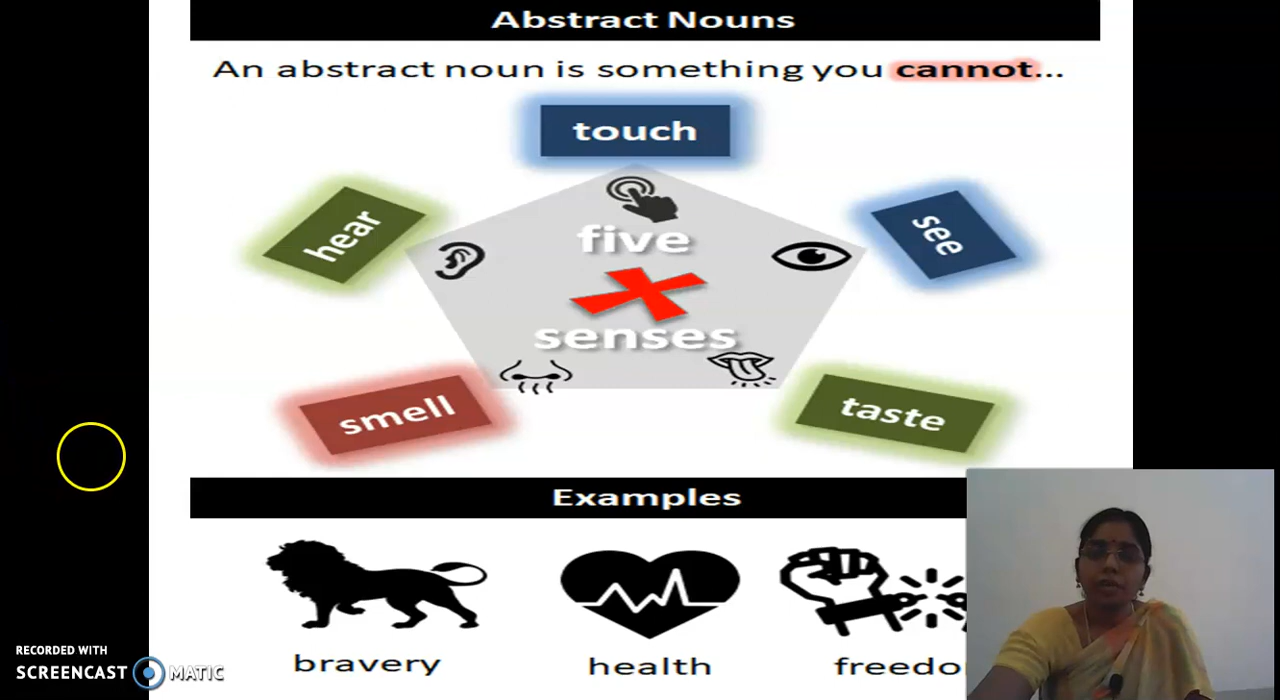 Abstract Nouns
An abstract noun is something you cannot...
touch
hear
see
five
senses
smell
taste
Examples
bravery
health
freedo
RECORDED WITH
SCREENCAST MATIC